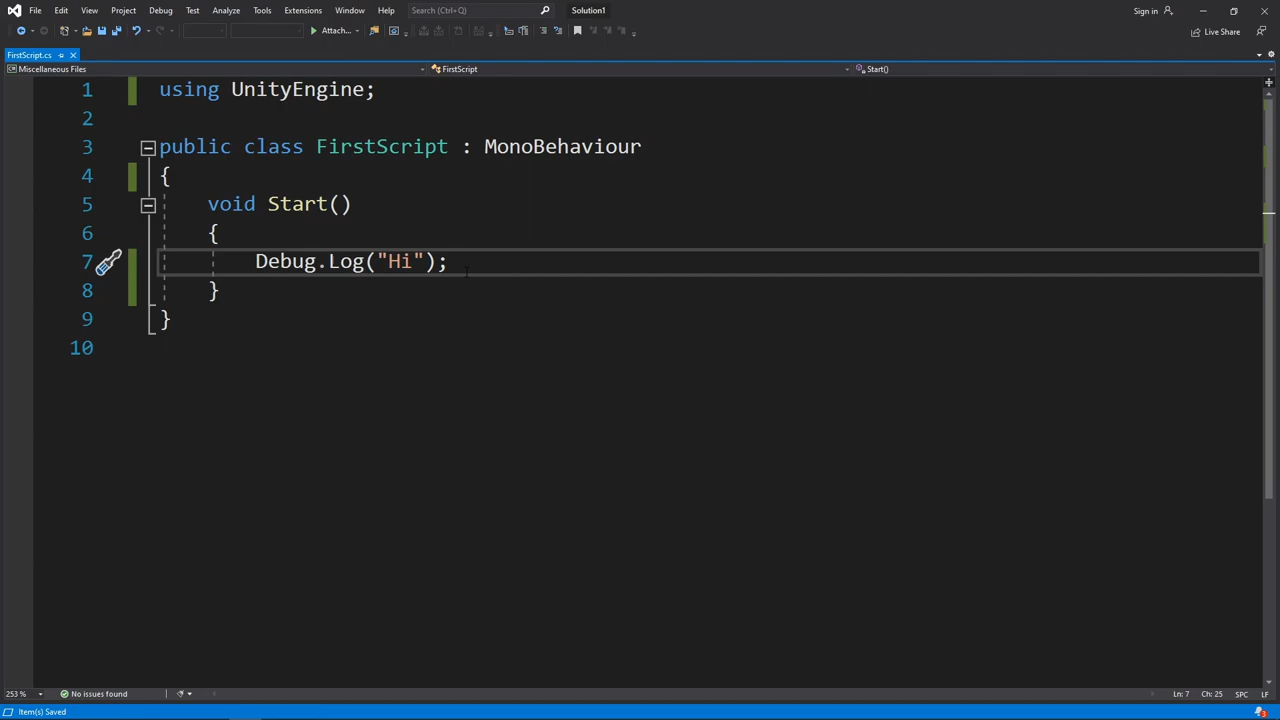 File Edit View Project Debug Test Analyze Tools Extensions Window Help Search (Ctrl+Q) Solution1 Sign in
Attach... Live Share
FirstScript.cs
Miscellaneous Files FirstScript Start()
1 using UnityEngine;
2
3 public class FirstScript : MonoBehaviour
4 {
5 void Start()
6 {
7 Debug.Log("Hi");
8 }
9 }
10
253 % No issues found Ln: 7 Ch: 25 SPC LF
Item(s) Saved 3